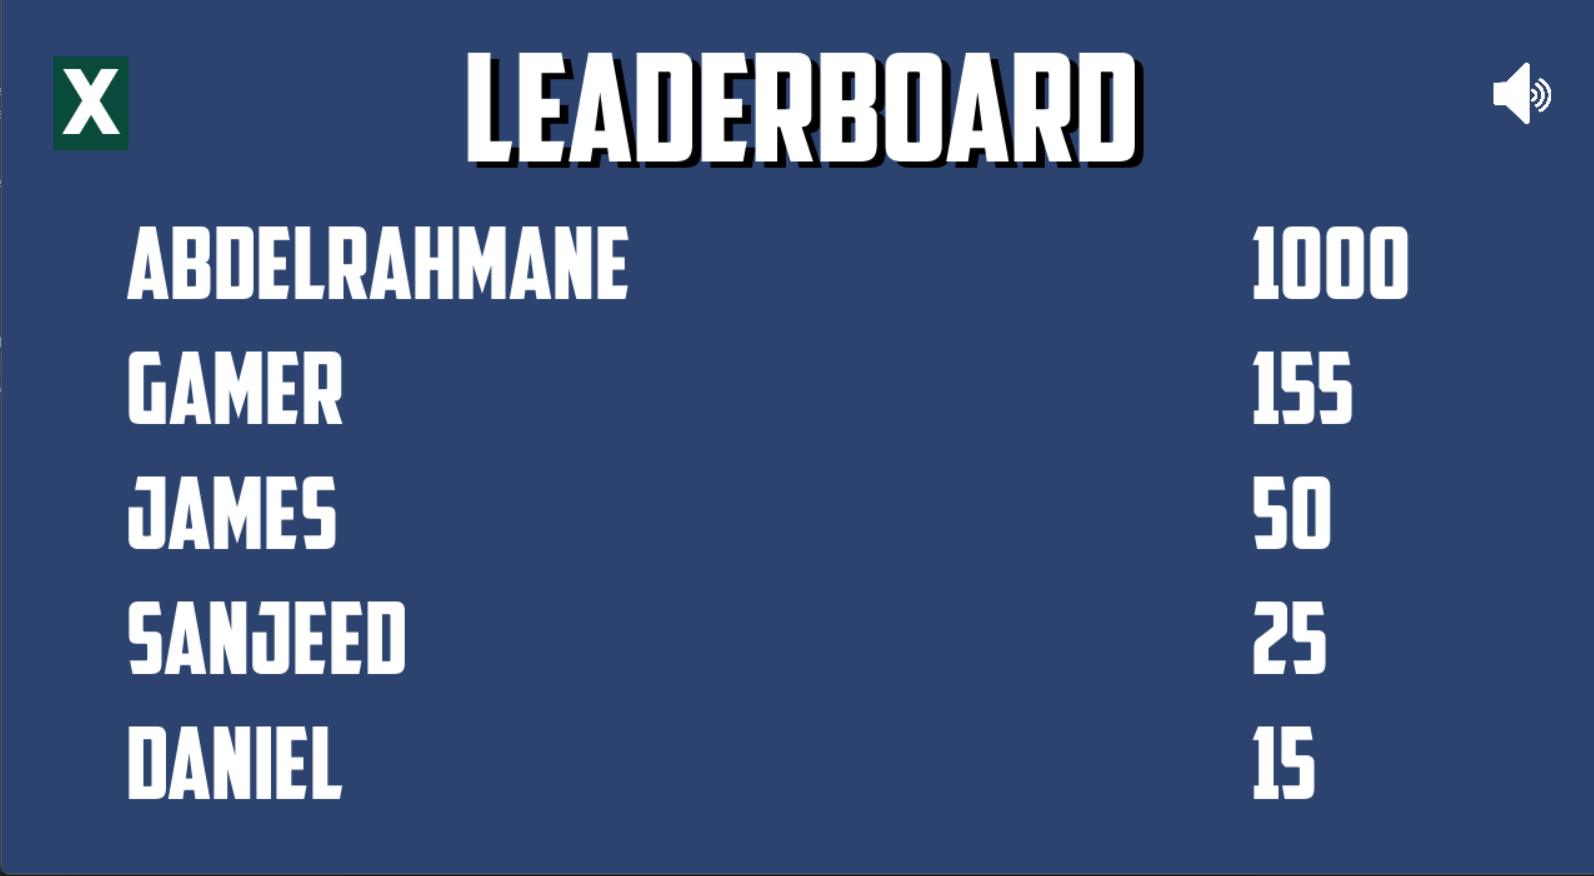 X
LEADERBOARD
ABDELRAHMANE 1000
GAMER 155
JAMES 50
SANJEED 25
DANIEL 15